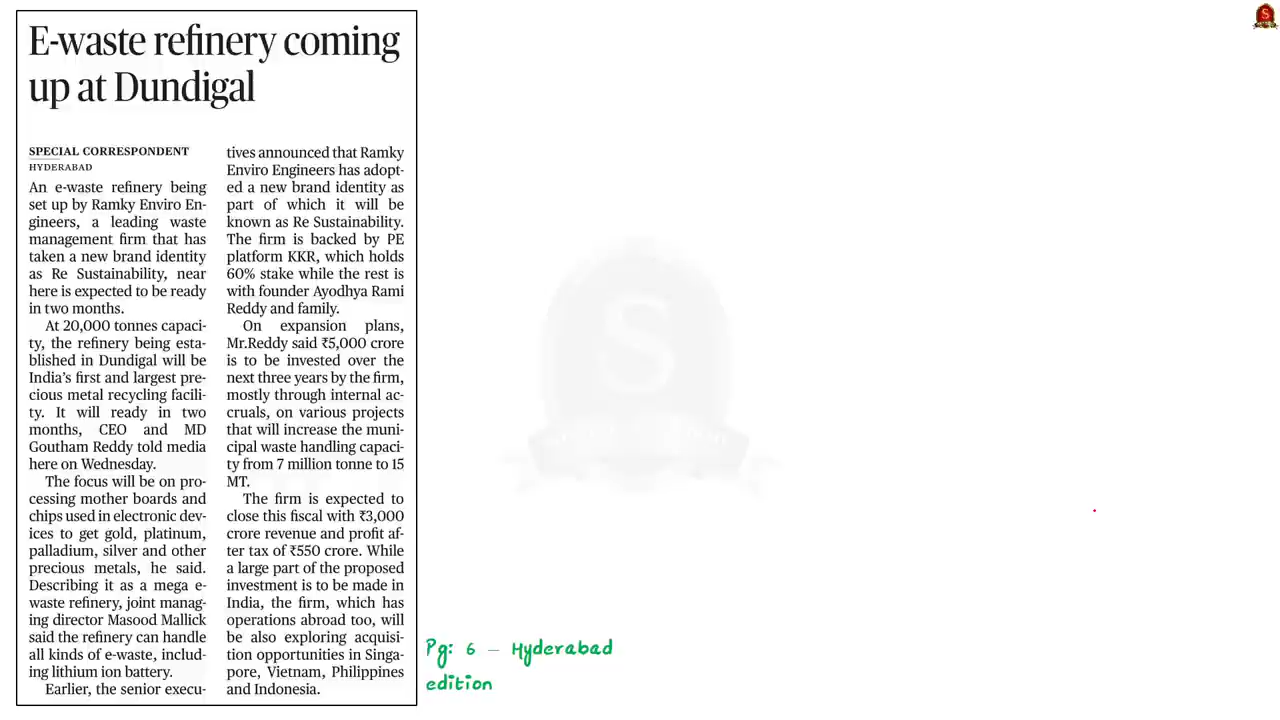 E-waste refinery coming
up at Dundigal
SPECIAL CORRESPONDENT
HYDERABAD
An e-waste refinery being
set up by Ramky Enviro En-
gineers, a leading waste
management firm that has
taken a new brand identity
as Re Sustainability, near
here is expected to be ready
in two months.
At 20,000 tonnes capaci-
ty, the refinery being esta-
blished in Dundigal will be
India's first and largest pre-
cious metal recycling facili-
ty. It will ready in two
months, CEO and MD
Goutham Reddy told media
here on Wednesday.
The focus will be on pro-
cessing mother boards and
chips used in electronic dev-
ices to get gold, platinum,
palladium, silver and other
precious metals, he said.
Describing it as a mega e-
waste refinery, joint manag-
ing director Masood Mallick
said the refinery can handle
all kinds of e-waste, includ-
ing lithium ion battery.
Earlier, the senior execu-
tives announced that Ramky
Enviro Engineers has adopt-
ed a new brand identity as
part of which it will be
known as Re Sustainability.
The firm is backed by PE
platform KKR, which holds
60% stake while the rest is
with founder Ayodhya Rami
Reddy and family.
On expansion plans,
Mr.Reddy said ₹5,000 crore
is to be invested over the
next three years by the firm,
mostly through internal ac-
cruals, on various projects
that will increase the muni-
cipal waste handling capaci-
ty from 7 million tonne to 15
MT.
The firm is expected to
close this fiscal with ₹3,000
crore revenue and profit af-
ter tax of ₹550 crore. While
a large part of the proposed
investment is to be made in
India, the firm, which has
operations abroad too, will
be also exploring acquisi-
tion opportunities in Singa-
pore, Vietnam, Philippines
and Indonesia.
Pg: 6 – Hyderabad
edition
S
S